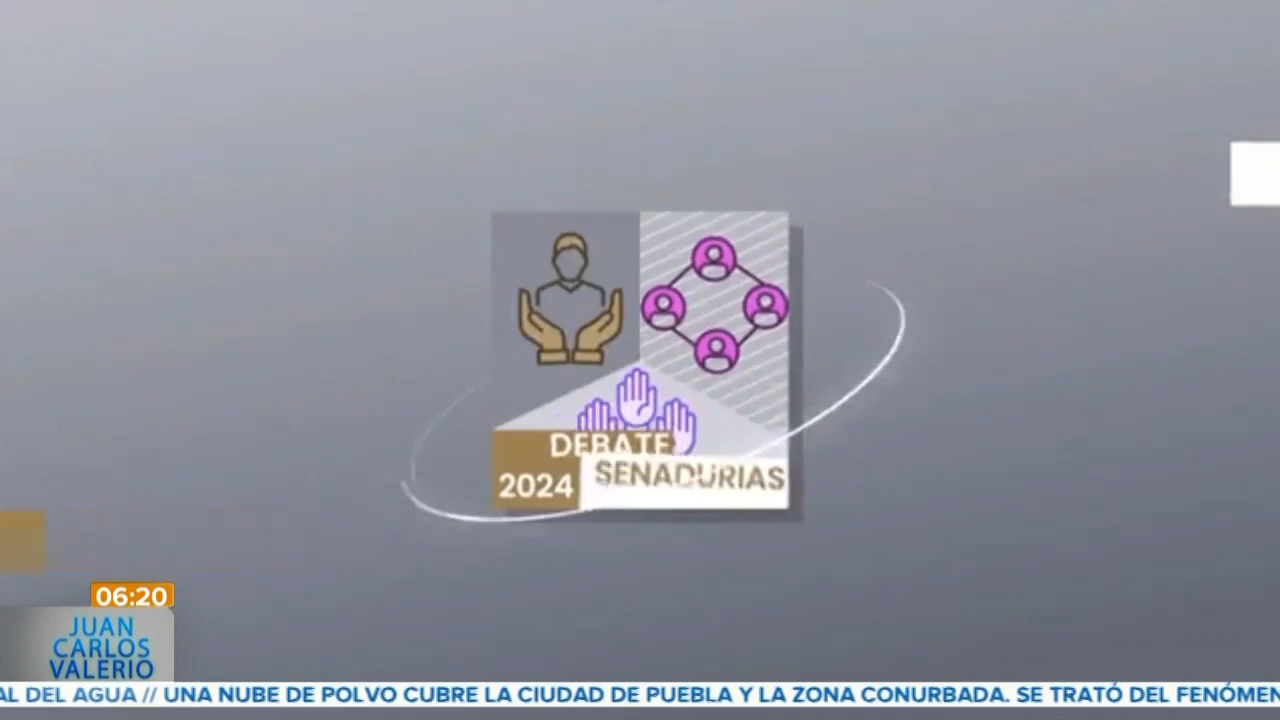 DEBATE
2024
SENADURIAS
06:20
JUAN
CARLOS
VALERIO
AL DEL AGUA // UNA NUBE DE POLVO CUBRE LA CIUDAD DE PUEBLA Y LA ZONA CONURBADA. SE TRATÓ DEL FENÓMEN